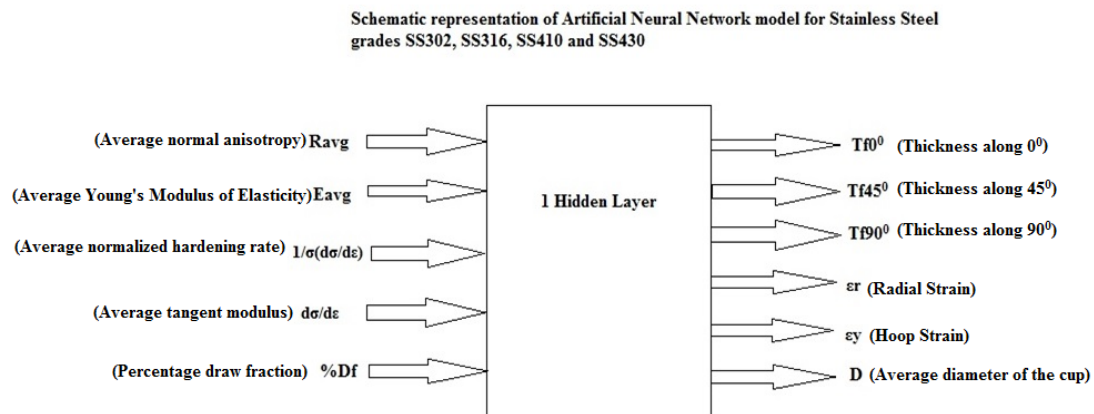 Schematic representation of Artificial Neural Network model for Stainless Steel
grades SS302, SS316, SS410 and SS430
(Average normal anisotropy) Ravg
(Average Young's Modulus of Elasticity)Eavg
(Average normalized hardening rate) 1/σ(dσ/dε)
(Average tangent modulus) dσ/dε
(Percentage draw fraction) %Df
1 Hidden Layer
Tf0⁰ (Thickness along 0⁰)
Tf45⁰ (Thickness along 45⁰)
Tf90⁰ (Thickness along 90⁰)
εr (Radial Strain)
εy (Hoop Strain)
D (Average diameter of the cup)